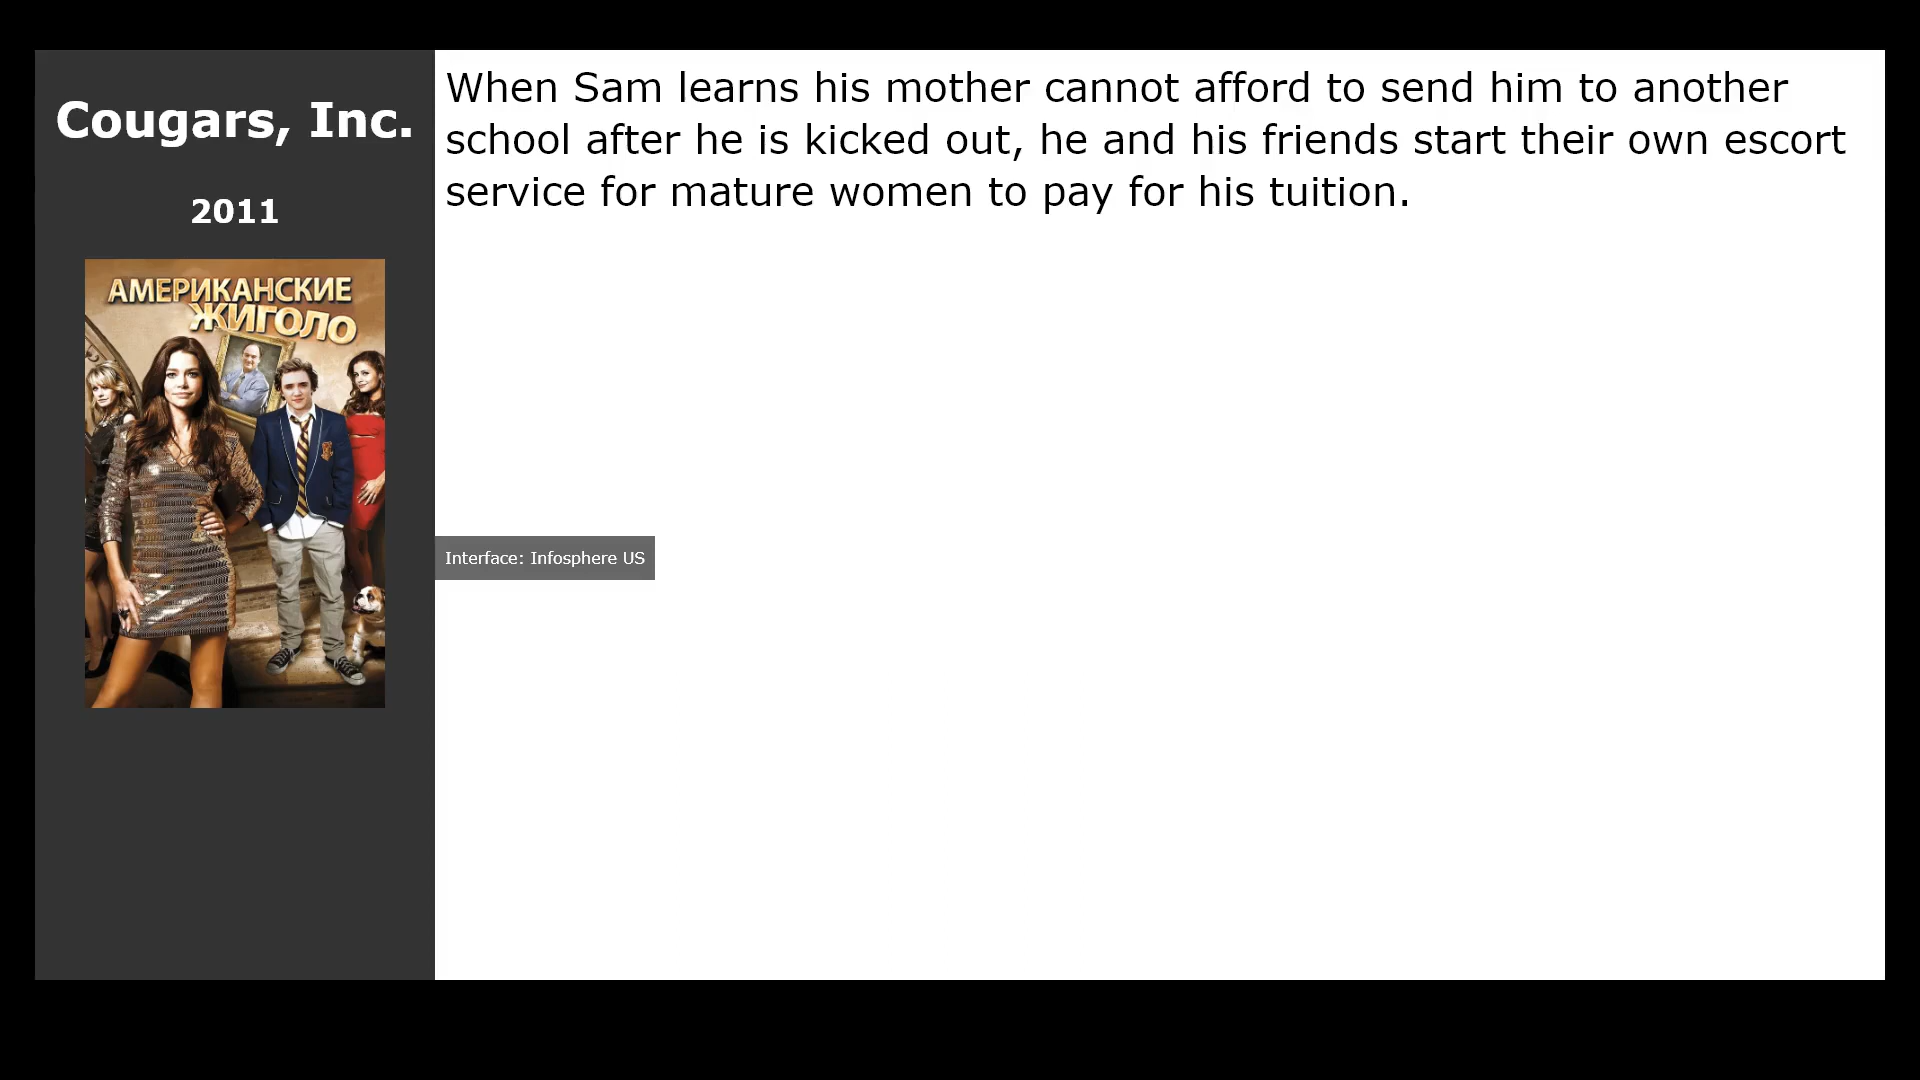 Cougars, Inc.
2011
АМЕРИКАНСКИЕ
ЖИГОЛО
When Sam learns his mother cannot afford to send him to another
school after he is kicked out, he and his friends start their own escort
service for mature women to pay for his tuition.
Interface: Infosphere US